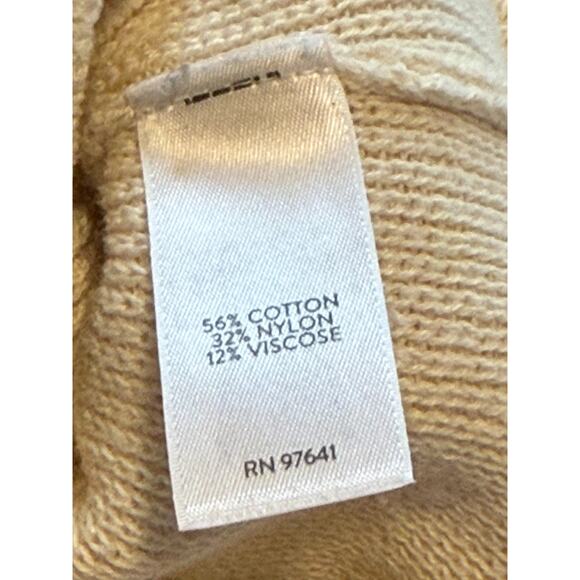 56% COTTON
32% NYLON
12% VISCOSE
RN 97641